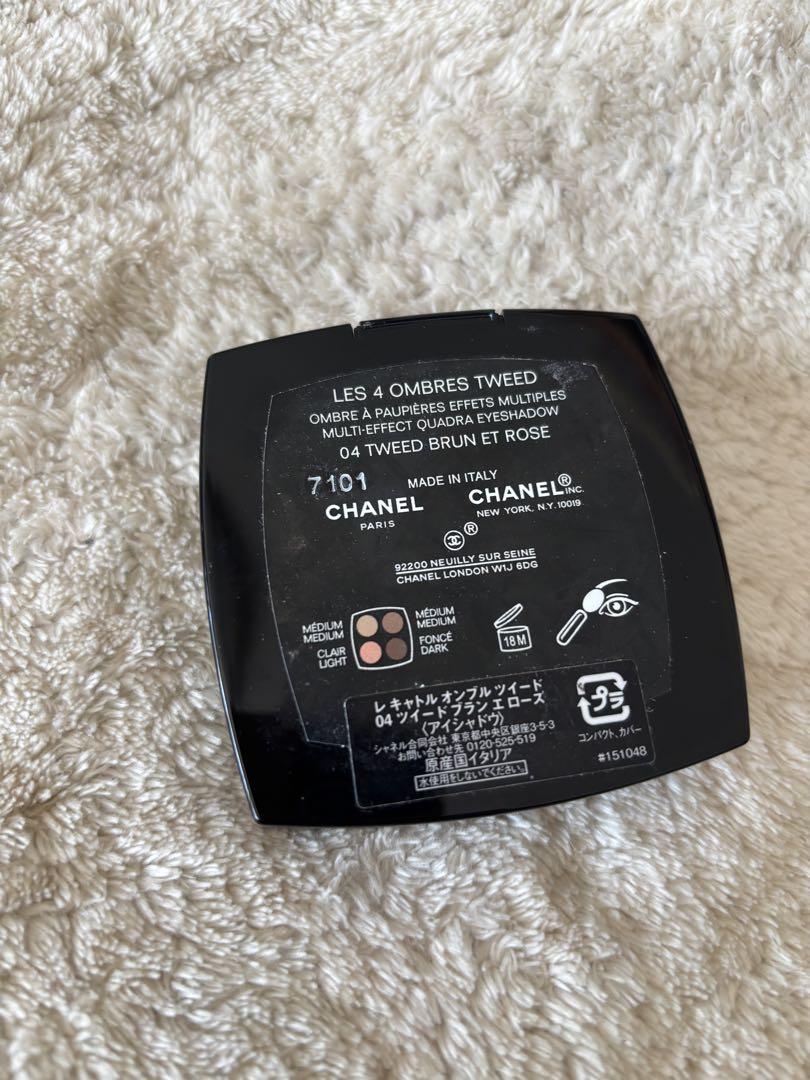 LES 4 OMBRES TWEED
OMBRE À PAUPIÈRES EFFETS MULTIPLES
MULTI-EFFECT QUADRA EYESHADOW
04 TWEED BRUN ET ROSE
7101 MADE IN ITALY
CHANEL
PARIS
CHANEL® INC.
NEW YORK, N.Y. 10019
®
92200 NEUILLY SUR SEINE
CHANEL LONDON W1J 6DG
MÉDIUM
MEDIUM
CLAIR
LIGHT
MÉDIUM
MEDIUM
FONCÉ
DARK
18 M
レ キャトル オンブル ツイード
04 ツイード ブラン エ ローズ
〈アイシャドウ〉
シャネル合同会社 東京都中央区銀座3-5-3
お問い合わせ先 0120-525-519
原産国イタリア
水使用をしないでください。
プラ
コンパクト、カバー
#151048